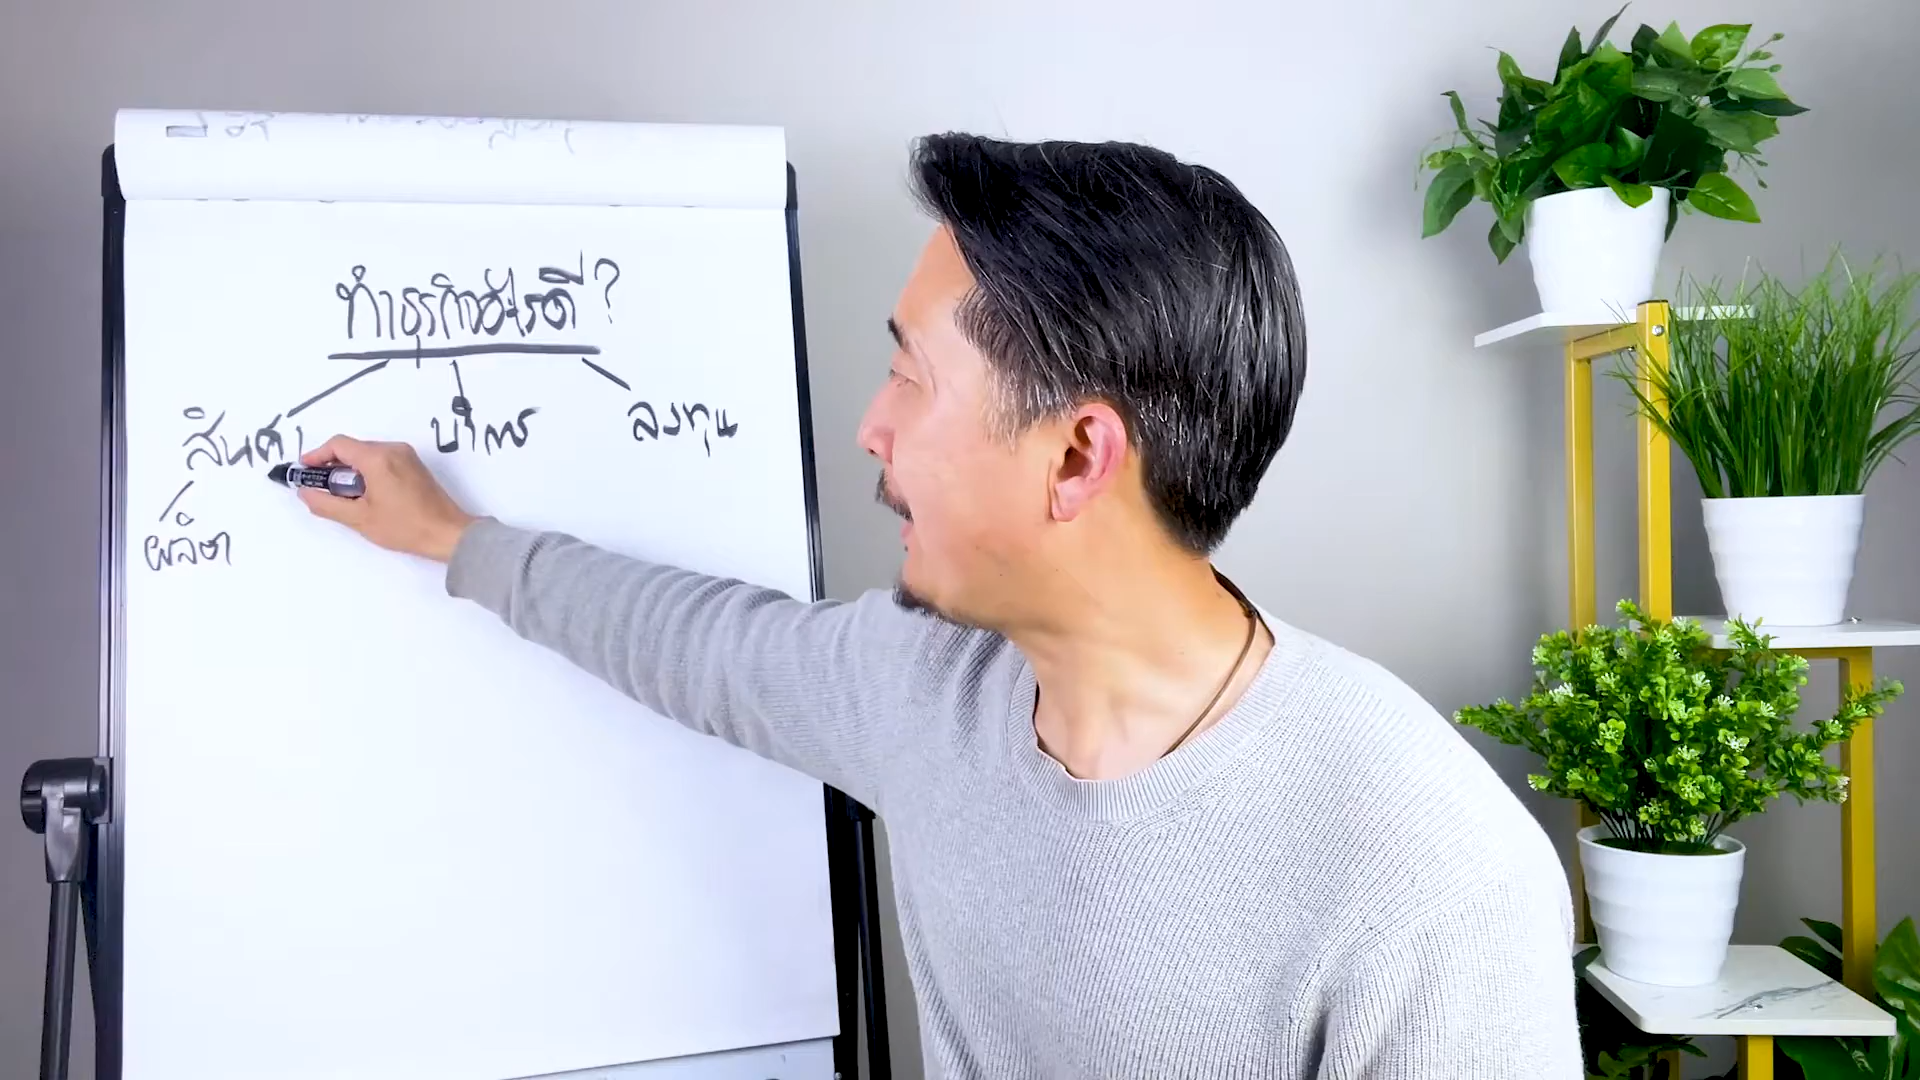 ทำธุรกิจอะไรดี?
สินค้า บริการ ลงทุน
ผลิต